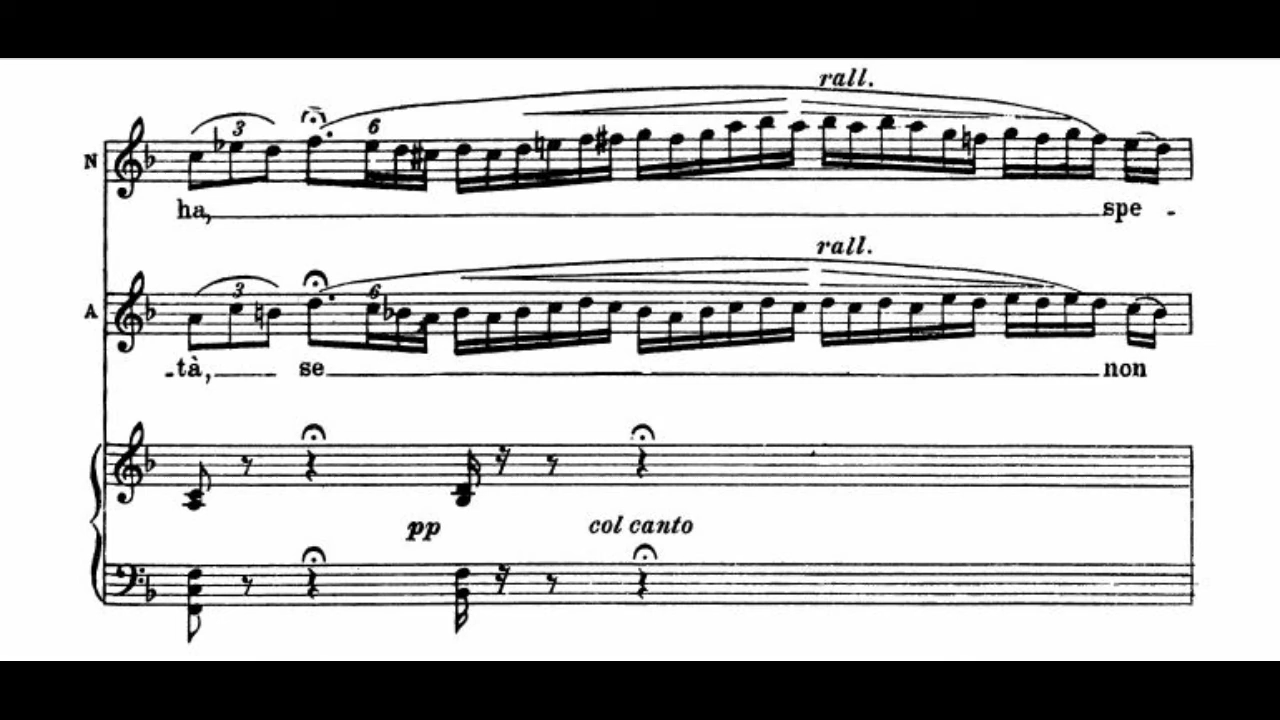 rall.
3 6
N
ha, spe -
rall.
3 6
A
-tà, se non
pp col canto